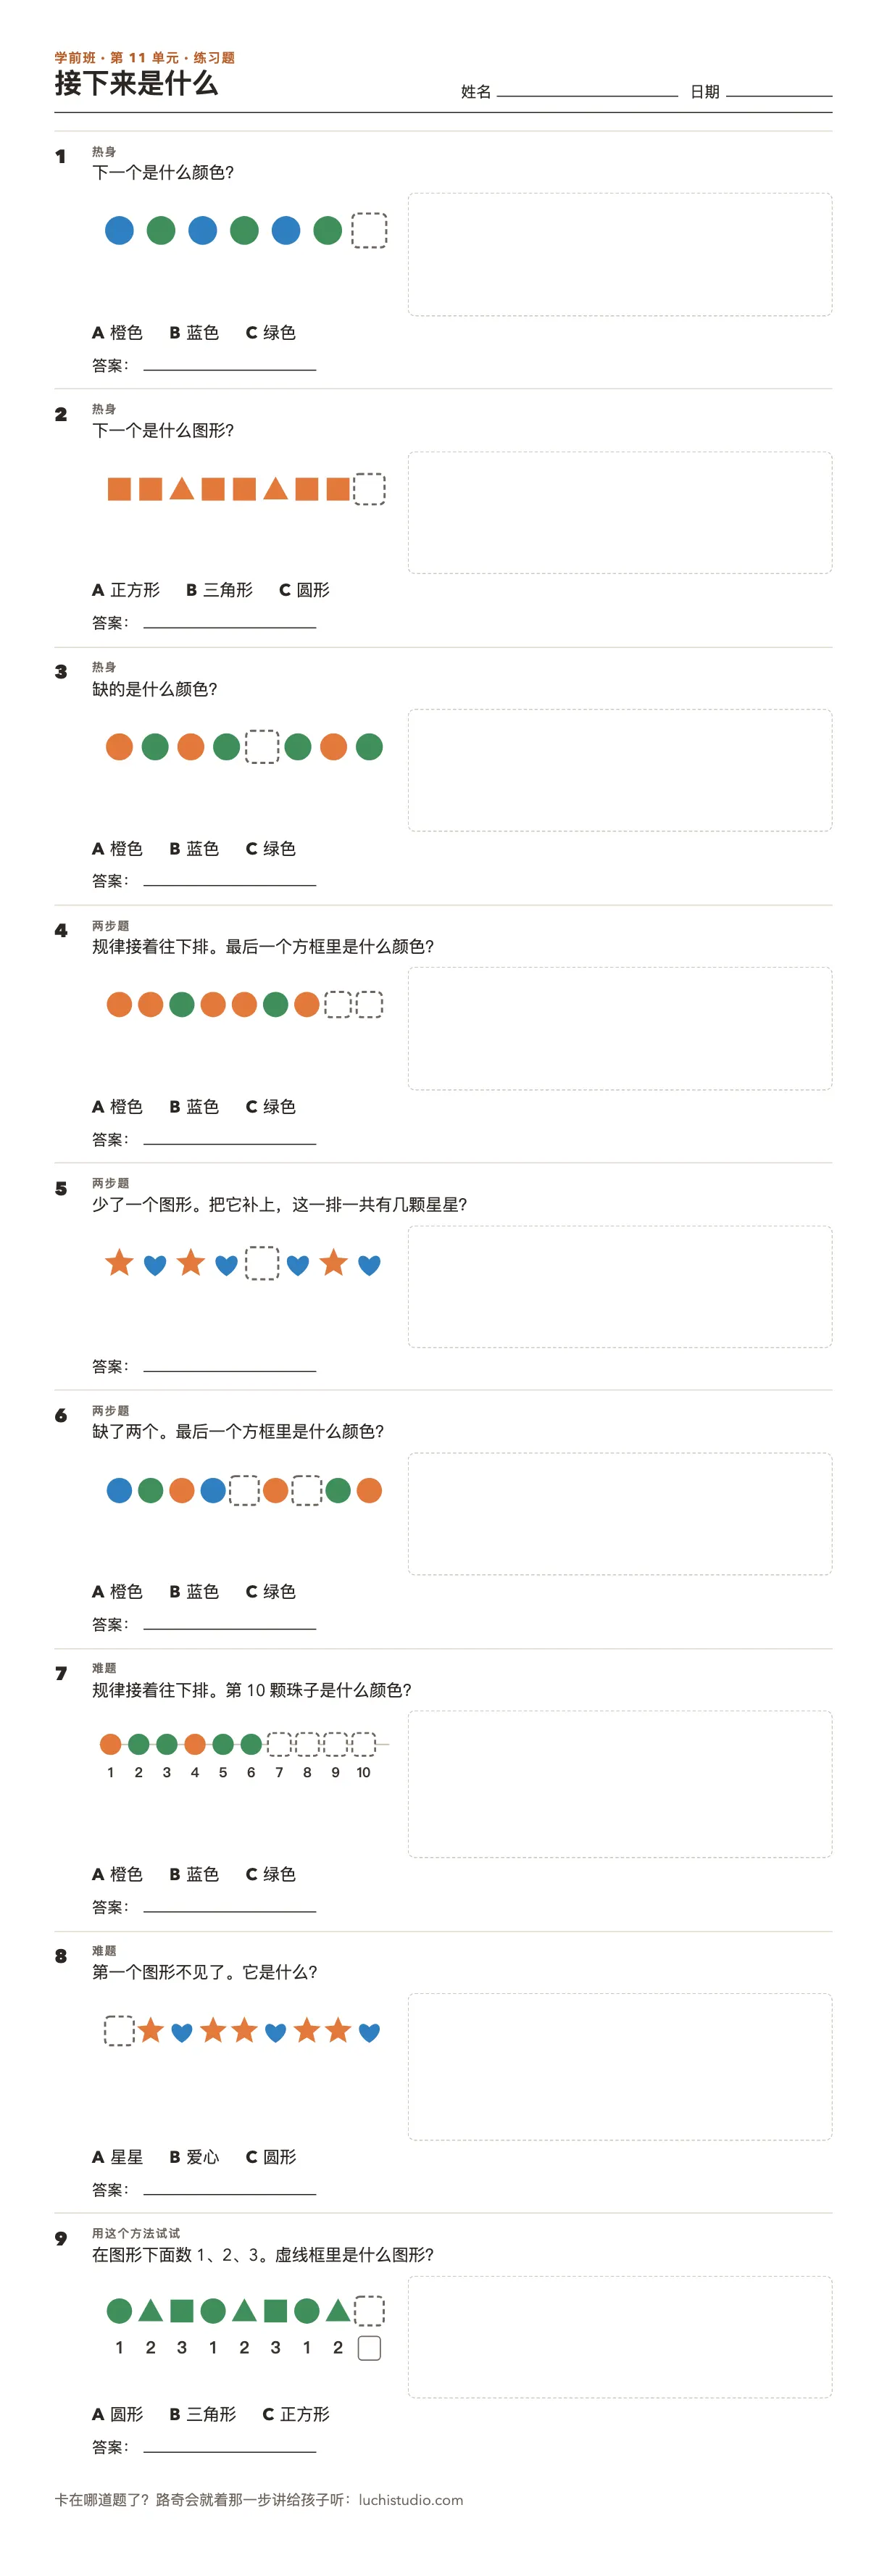 学前班·第 11 单元·练习题
接下来是什么
姓名 日期
1 热身
下一个是什么颜色？
A 橙色 B 蓝色 C 绿色
答案：
2 热身
下一个是什么图形？
A 正方形 B 三角形 C 圆形
答案：
3 热身
缺的是什么颜色？
A 橙色 B 蓝色 C 绿色
答案：
4 两步题
规律接着往下排。最后一个方框里是什么颜色？
A 橙色 B 蓝色 C 绿色
答案：
5 两步题
少了一个图形。把它补上，这一排一共有几颗星星？
答案：
6 两步题
缺了两个。最后一个方框里是什么颜色？
A 橙色 B 蓝色 C 绿色
答案：
7 难题
规律接着往下排。第 10 颗珠子是什么颜色？
1 2 3 4 5 6 7 8 9 10
A 橙色 B 蓝色 C 绿色
答案：
8 难题
第一个图形不见了。它是什么？
A 星星 B 爱心 C 圆形
答案：
9 用这个方法试试
在图形下面数 1、2、3。虚线框里是什么图形？
1 2 3 1 2 3 1 2
A 圆形 B 三角形 C 正方形
答案：
卡在哪道题了？路奇会就着那一步讲给孩子听：luchistudio.com